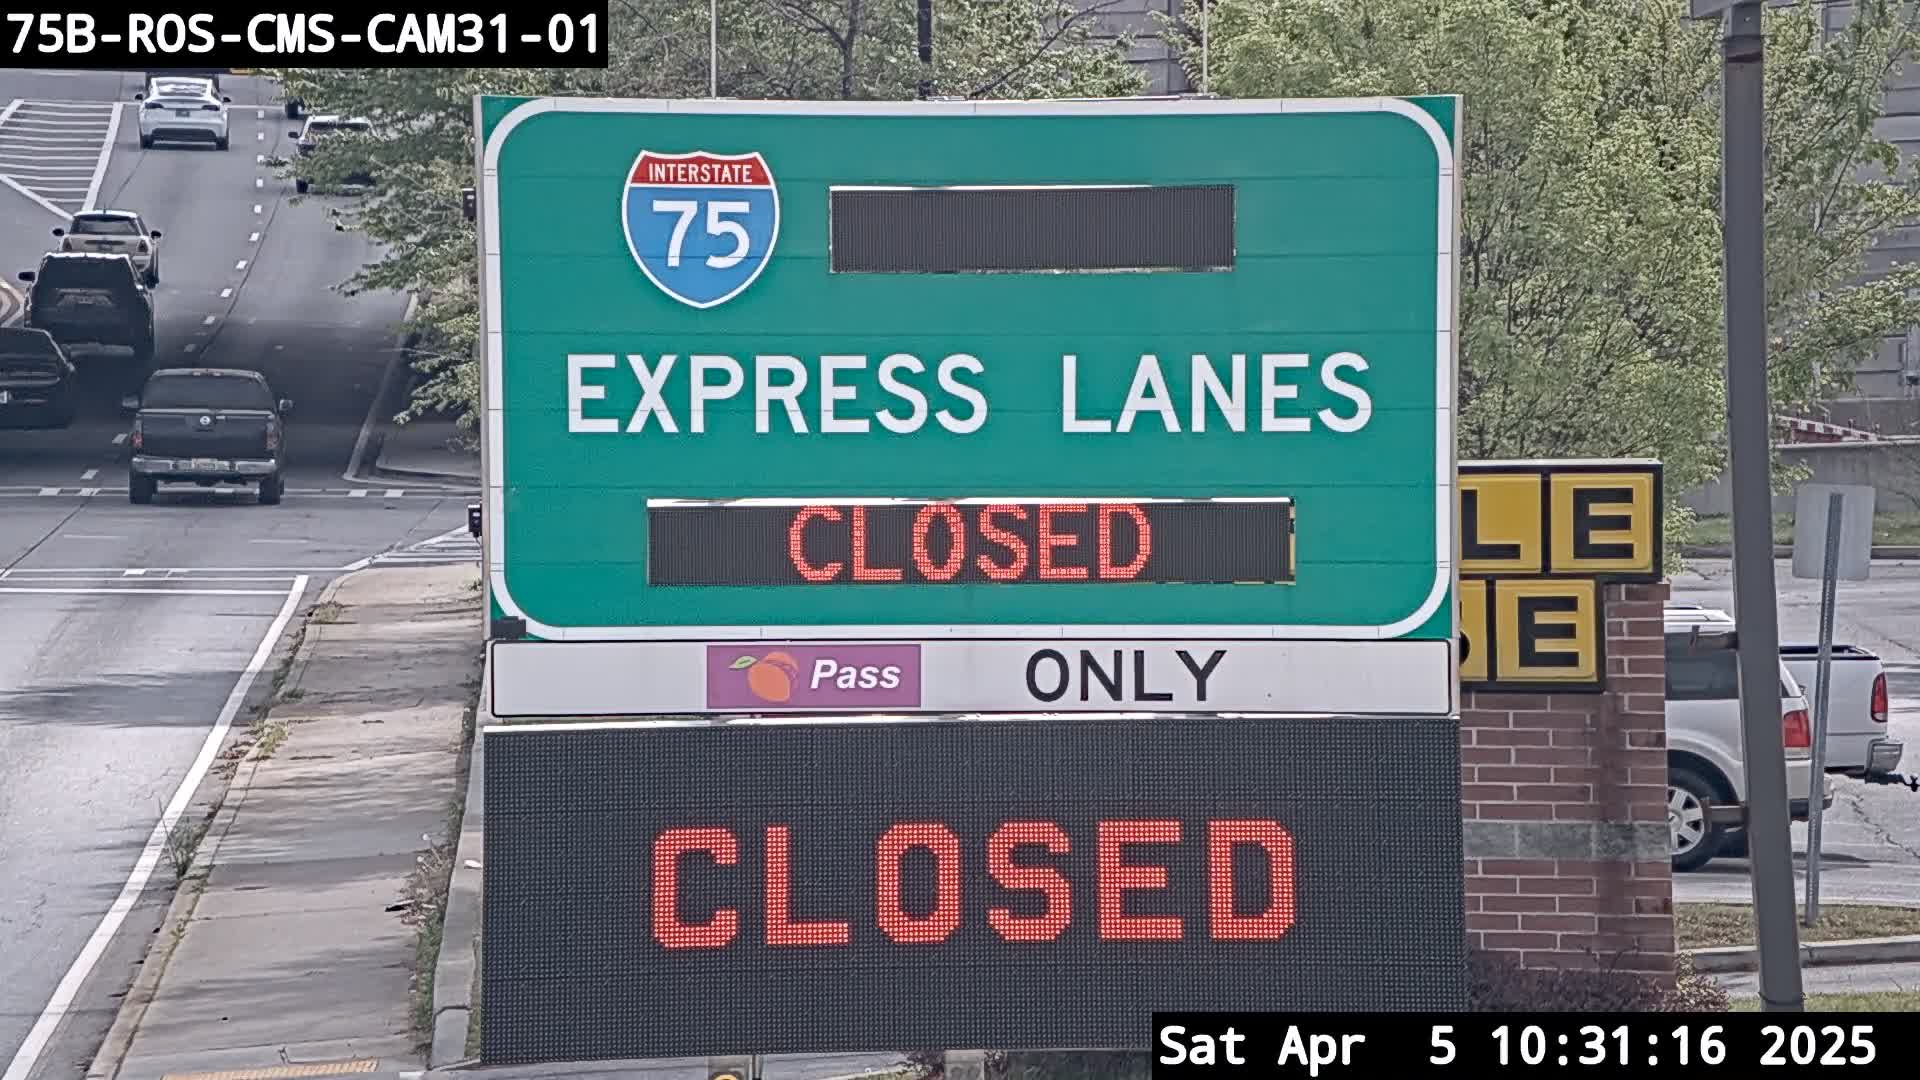 75B-ROS-CMS-CAM31-01
INTERSTATE
75
EXPRESS LANES
CLOSED
Pass ONLY
CLOSED
LE
E
Sat Apr 5 10:31:16 2025